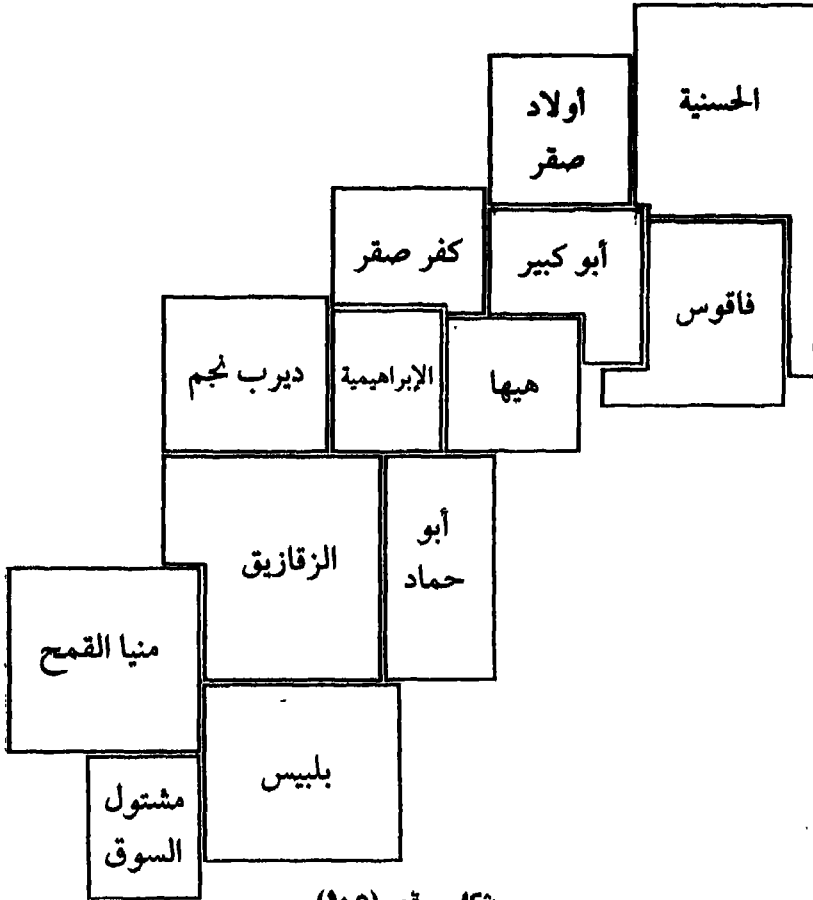 الحسنية
أولاد
صقر
كفر صقر
أبو كبير
فاقوس
ديرب نجم
الإبراهيمية
هيها
أبو
حماد
الزقازيق
منيا القمح
بلبيس
مشتول
السوق